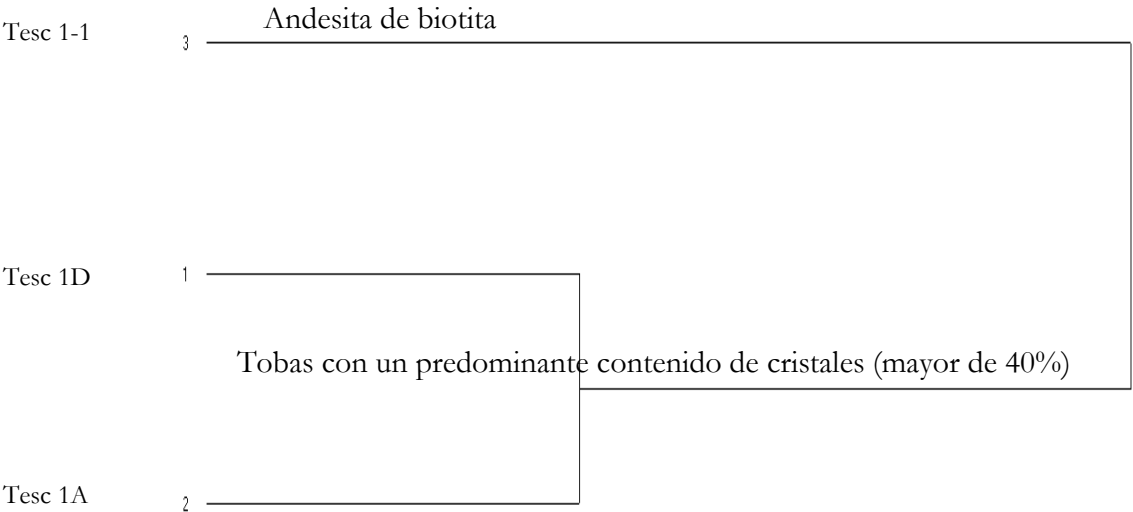 Andesita de biotita
Tesc 1-1
3
Tesc 1D
1
Tobas con un predominante contenido de cristales (mayor de 40%)
Tesc 1A
2